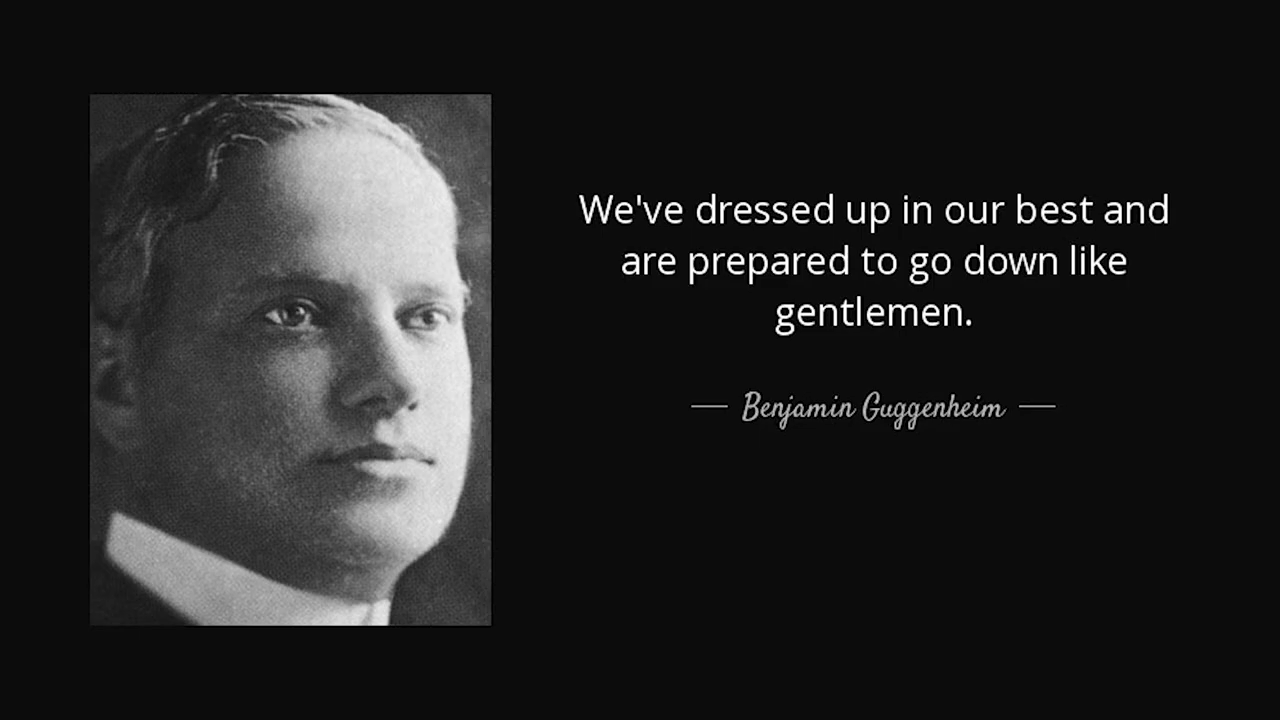 We've dressed up in our best and
are prepared to go down like
gentlemen.
Benjamin Guggenheim